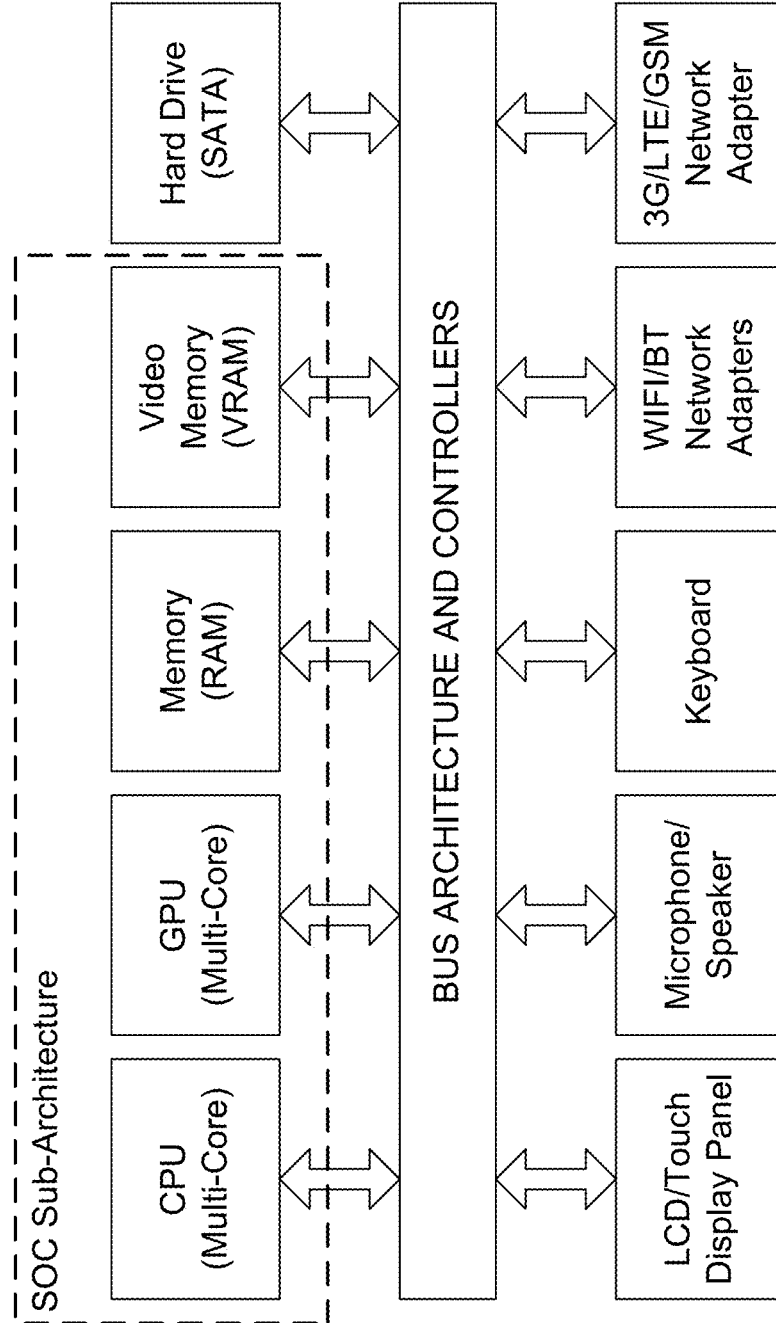 SOC Sub-Architecture
CPU
(Multi-Core)
GPU
(Multi-Core)
Memory
(RAM)
Video
Memory
(VRAM)
Hard Drive
(SATA)
BUS ARCHITECTURE AND CONTROLLERS
LCD/Touch
Display Panel
Microphone/
Speaker
Keyboard
WIFI/BT
Network
Adapters
3G/LTE/GSM
Network
Adapter